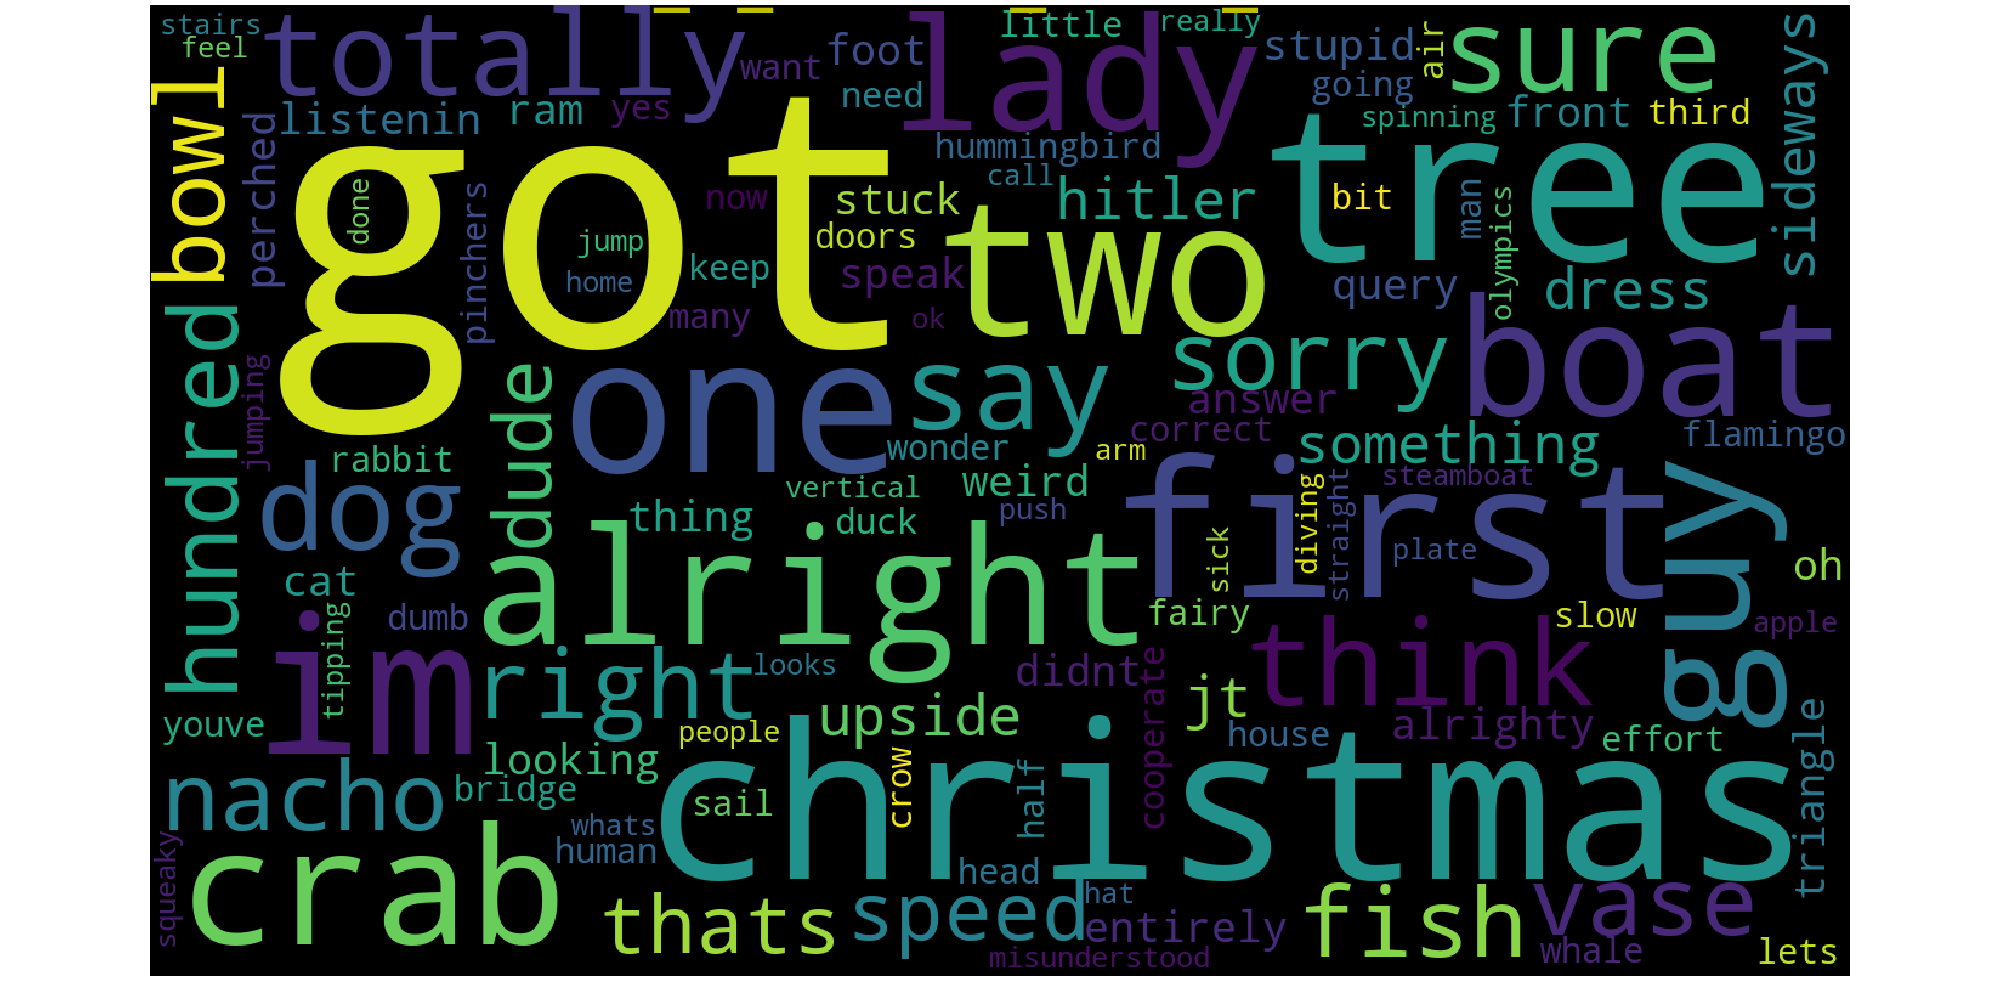 stairs
feel
totally
want
foot
little
really
lady
stupid
air
sure
sideways
bowl
perched
listenin
ram
yes
need
going
spinning
front
third
got
tree
hummingbird
call
hitler
bit
man
olympics
done
pinchers
now
stuck
doors
two
jump
home
keep
speak
many
ok
query
dress
hundred
jumping
adude
one
say
sorry
boat
answer
correct
something
flamingo
rabbit
dog
wonder
arm
weird
vertical
thing
duck
push
first
steamboat
diving
straight
sick
plate
guy
oh
cat
alright
tipping
dumb
fairy
slow
apple
im
right
looks
didnt
cooperate
jt
think
youve
upside
people
house
alrighty
effort
triangle
looking
nacho
bridge
sail
crow
half
christmas
whats
human
squeaky
crab
thats
speed
head
hat
entirely
misunderstood
fish
vase
whale
lets